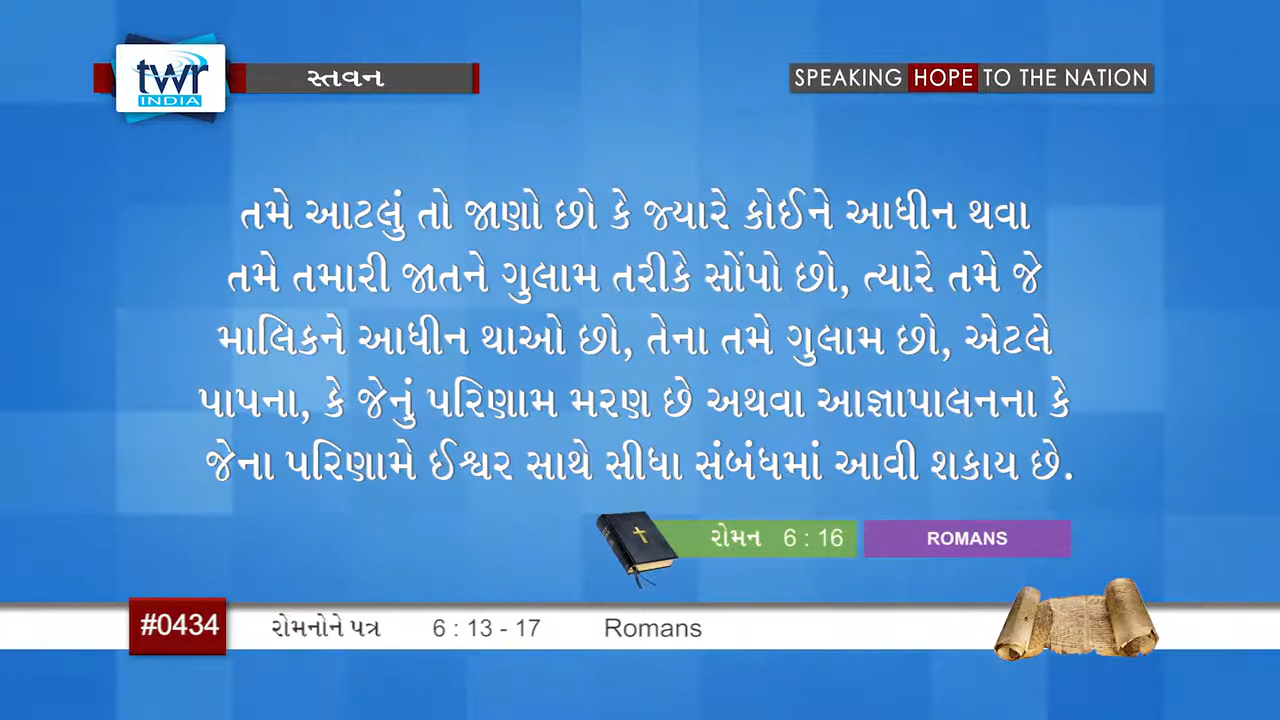 twr
INDIA
સ્તવન
SPEAKING HOPE TO THE NATION
તમે આટલું તો જાણો છો કે જ્યારે કોઈને આધીન થવા
તમે તમારી જાતને ગુલામ તરીકે સોંપો છો, ત્યારે તમે જે
માલિકને આધીન થાઓ છો, તેના તમે ગુલામ છો, એટલે
પાપના, કે જેનું પરિણામ મરણ છે અથવા આજ્ઞાપાલનના કે
જેના પરિણામે ઈશ્વર સાથે સીધા સંબંધમાં આવી શકાય છે.
રોમન 6 : 16 ROMANS
#0434 રોમનોને પત્ર 6 : 13 - 17 Romans